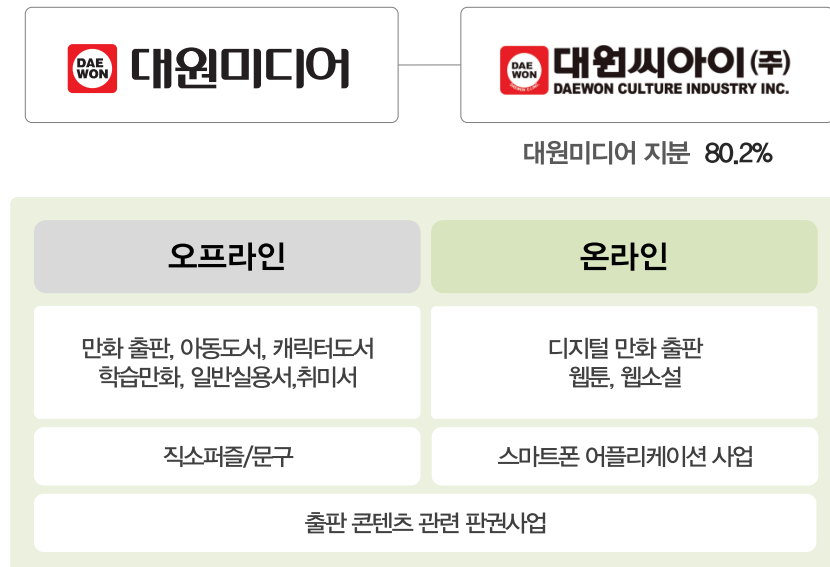 DAE WON 대원미디어
DAE WON 대원씨아이(주)
DAEWON CULTURE INDUSTRY INC.
대원미디어 지분 80.2%
오프라인
온라인
만화 출판, 아동도서, 캐릭터도서
학습만화, 일반실용서,취미서
디지털 만화 출판
웹툰, 웹소설
직소퍼즐/문구
스마트폰 어플리케이션 사업
출판 콘텐츠 관련 판권사업